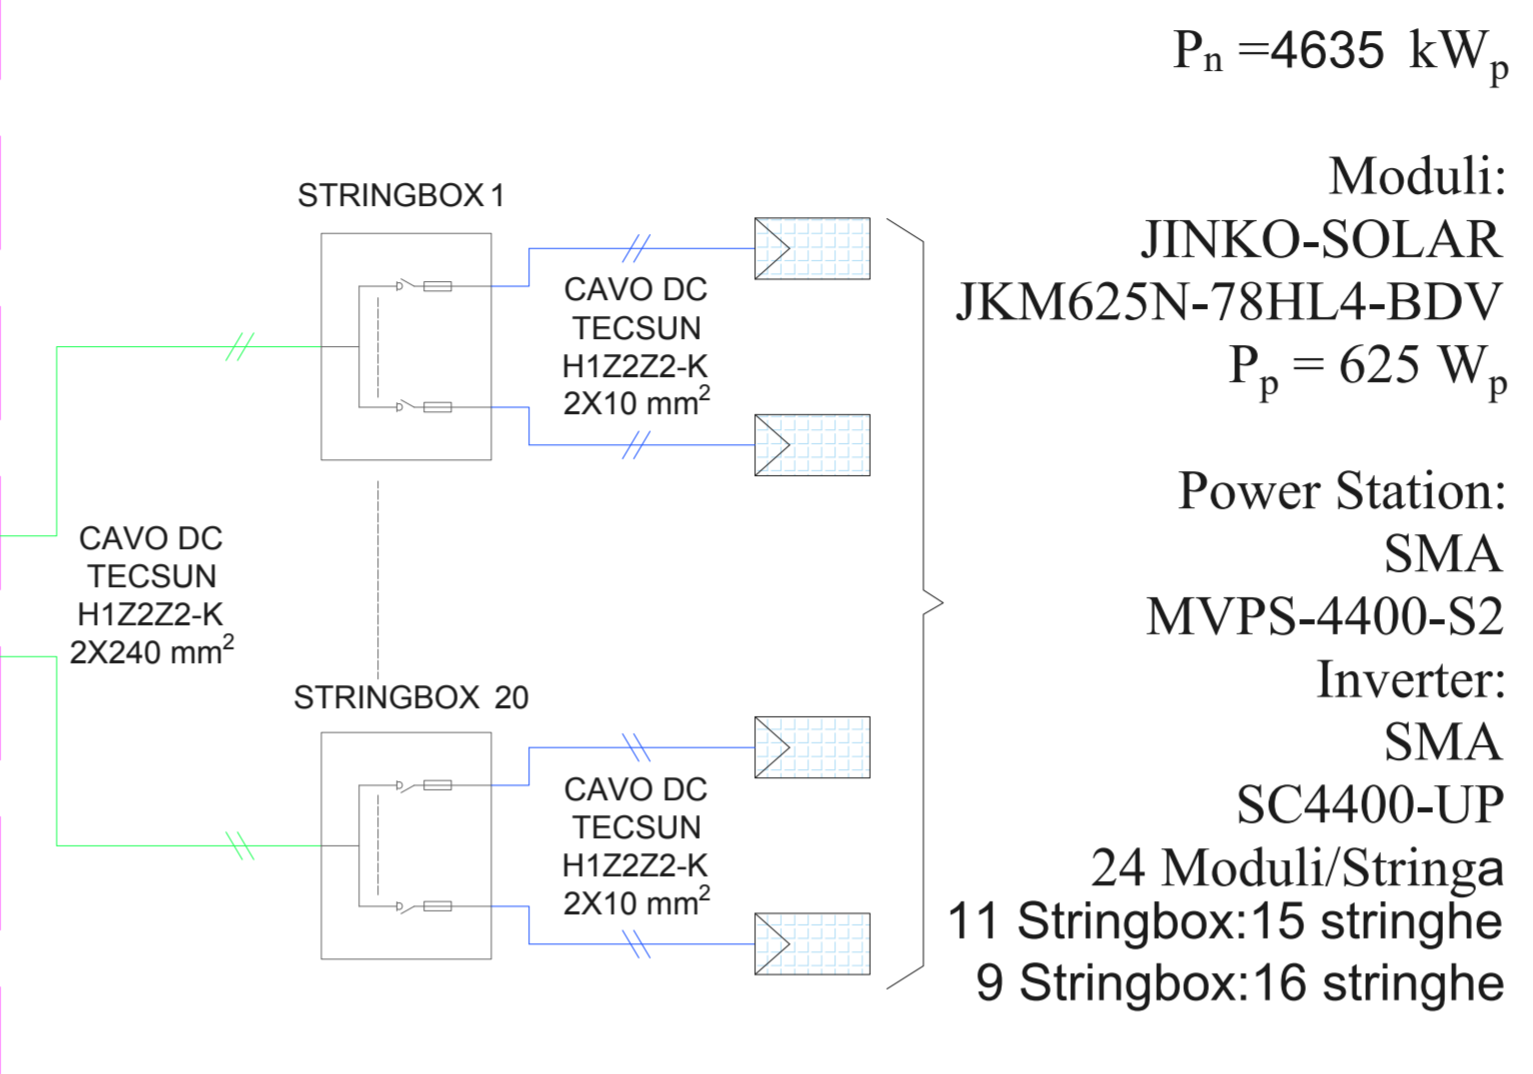 Pn =4635 kWp
STRINGBOX 1
CAVO DC
TECSUN
H1Z2Z2-K
2X10 mm²
Moduli:
JINKO-SOLAR
JKM625N-78HL4-BDV
Pp = 625 Wp
CAVO DC
TECSUN
H1Z2Z2-K
2X240 mm²
Power Station:
SMA
MVPS-4400-S2
Inverter:
SMA
SC4400-UP
24 Moduli/Stringa
11 Stringbox:15 stringhe
9 Stringbox:16 stringhe
STRINGBOX 20
CAVO DC
TECSUN
H1Z2Z2-K
2X10 mm²